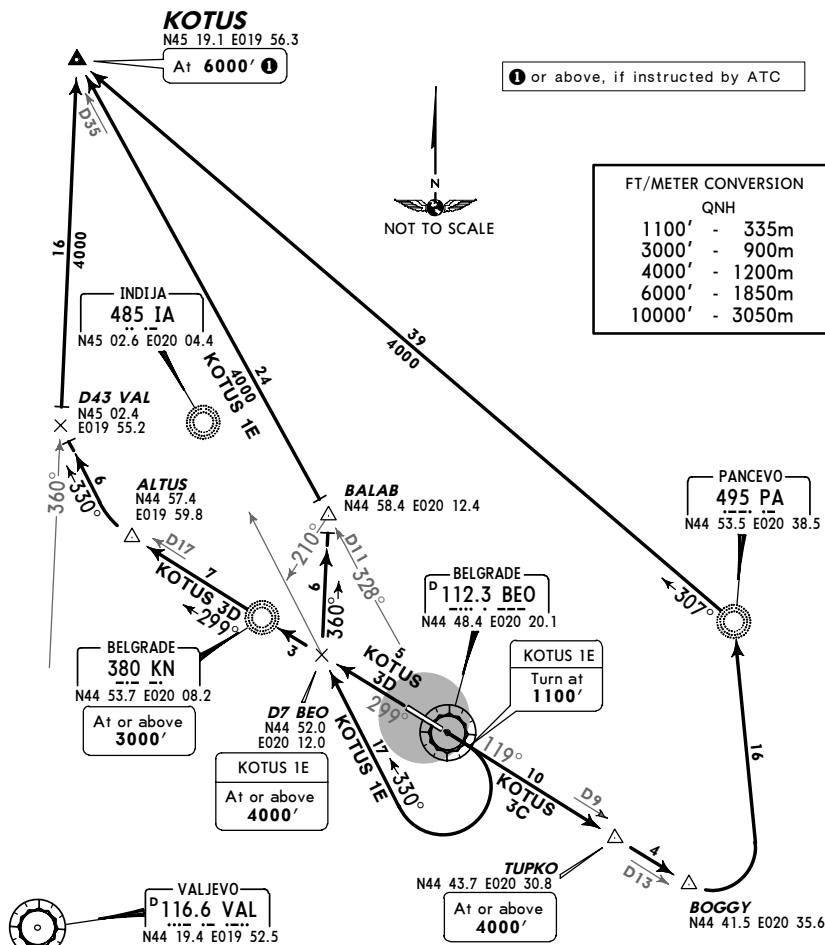 KOTUS
N45 19.1 E019 56.3
At 6000' ❶
❶ or above, if instructed by ATC
D35
N
NOT TO SCALE
FT/METER CONVERSION
QNH
1100' - 335m
3000' - 900m
4000' - 1200m
6000' - 1850m
10000' - 3050m
16
4000
INDIJA
485 IA
N45 02.6 E020 04.4
24
4000
KOTUS 1E
39
4000
D43 VAL
N45 02.4
E019 55.2
360°
6
330°
ALTUS
N44 57.4
E019 59.8
D17
7
KOTUS 3D
299°
BALAB
N44 58.4 E020 12.4
210°
D11
328°
6
360°
PANCEVO
495 PA
N44 53.5 E020 38.5
307°
BELGRADE
D 112.3 BEO
N44 48.4 E020 20.1
BELGRADE
380 KN
N44 53.7 E020 08.2
At or above
3000'
3
5
KOTUS
3D
299°
KOTUS 1E
Turn at
1100'
D7 BEO
N44 52.0
E020 12.0
KOTUS 1E
At or above
4000'
17
330°
KOTUS 1E
119°
10
KOTUS
3C
D9
16
4
D13
TUPKO
N44 43.7 E020 30.8
At or above
4000'
BOGGY
N44 41.5 E020 35.6
VALJEVO
D 116.6 VAL
N44 19.4 E019 52.5